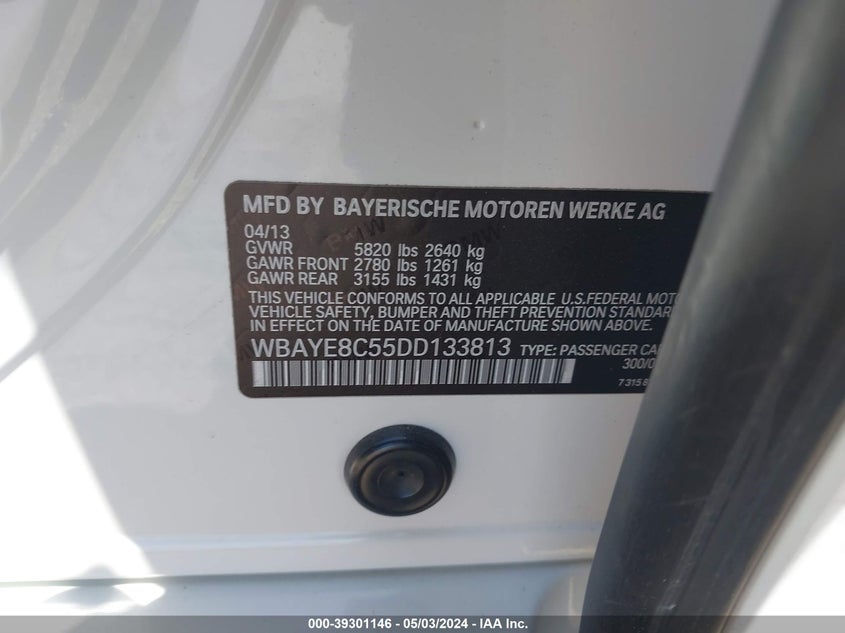 MFD BY BAYERISCHE MOTOREN WERKE AG
04/13
GVWR 5820 lbs 2640 kg
GAWR FRONT 2780 lbs 1261 kg
GAWR REAR 3155 lbs 1431 kg
THIS VEHICLE CONFORMS TO ALL APPLICABLE U.S.FEDERAL
VEHICLE SAFETY, BUMPER AND THEFT PREVENTION
IN EFFECT ON THE DATE OF MANUFACTURE SHOWN ABOVE.
WBAYE8C55DD133813 TYPE: PASSENGER
000-39301146 - 05/03/2024 - IAA Inc.